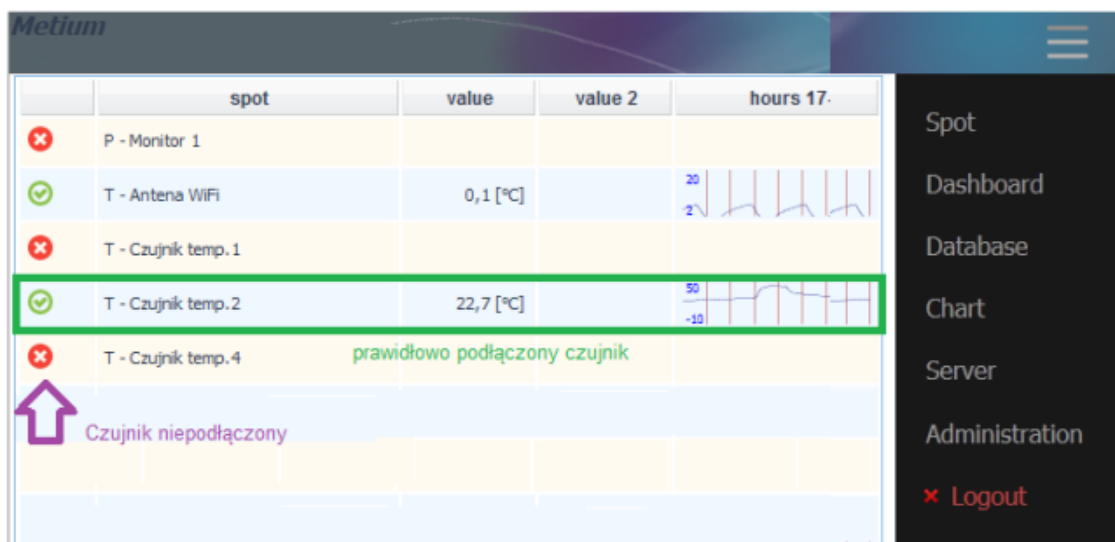 Metium
spot value value 2 hours 17.
P - Monitor 1
T - Antena WiFi 0,1 [°C] 20 -2
T - Czujnik temp.1
T - Czujnik temp.2 22,7 [°C] 50 -10
T - Czujnik temp.4 prawidłowo podłączony czujnik
Czujnik niepodłączony
Spot
Dashboard
Database
Chart
Server
Administration
× Logout